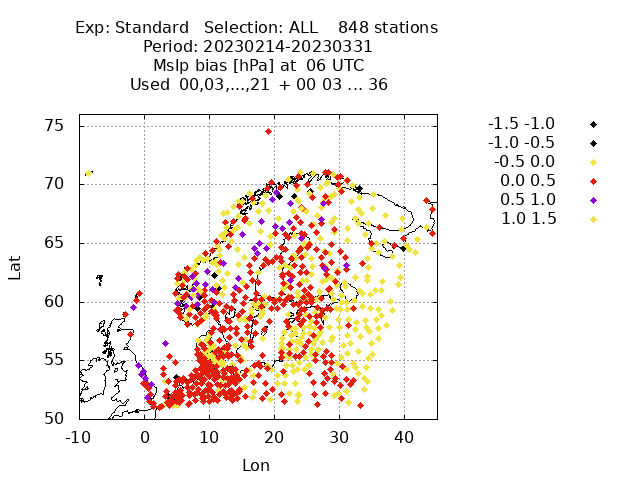 Exp: Standard   Selection: ALL    848 stations
Period: 20230214-20230331
Mslp bias [hPa] at  06 UTC
Used  00,03,...,21  + 00 03 ... 36
75
70
65
60
55
50
-10 0 10 20 30 40
Lat
Lon
-1.5 -1.0
-1.0 -0.5
-0.5 0.0
0.0 0.5
0.5 1.0
1.0 1.5